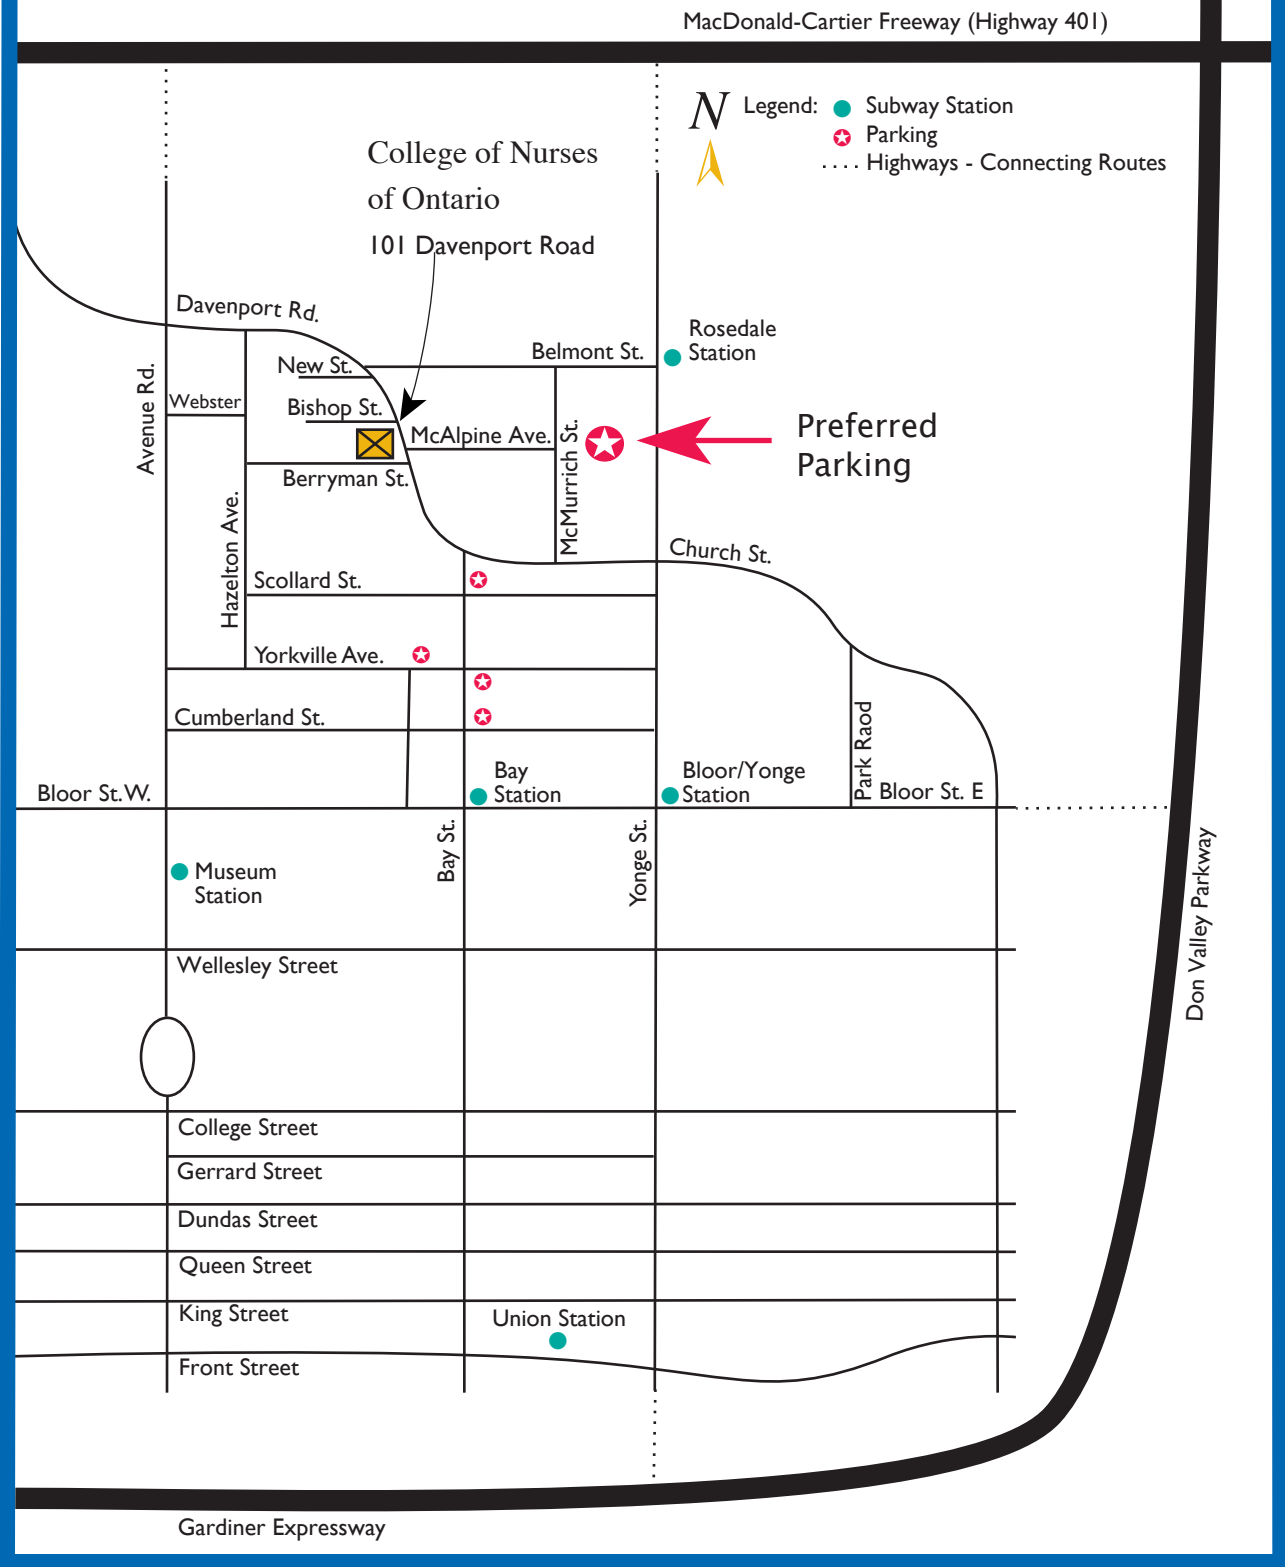 MacDonald-Cartier Freeway (Highway 401)
N
Legend:
Subway Station
Parking
.... Highways - Connecting Routes
College of Nurses
of Ontario
101 Davenport Road
Davenport Rd.
Rosedale
Station
Belmont St.
New St.
Avenue Rd.
Webster
Bishop St.
McAlpine Ave.
McMurrich St.
Preferred
Parking
Berryman St.
Hazelton Ave.
Church St.
Scollard St.
Yorkville Ave.
Cumberland St.
Park Raod
Bay
Station
Bloor/Yonge
Station
Bloor St. W.
Bloor St. E
Bay St.
Yonge St.
Museum
Station
Don Valley Parkway
Wellesley Street
College Street
Gerrard Street
Dundas Street
Queen Street
King Street
Union Station
Front Street
Gardiner Expressway